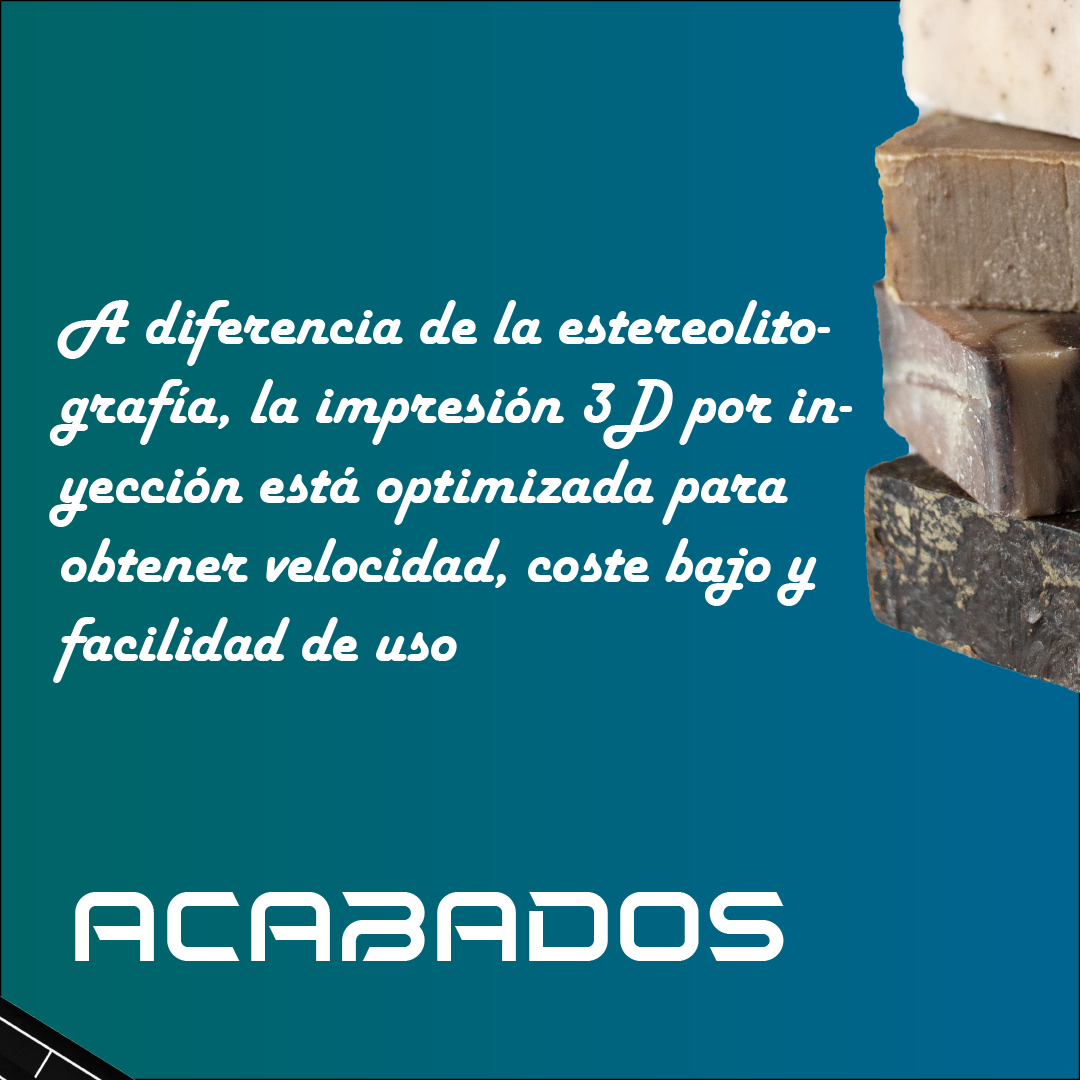 A diferencia de la estereolito-
grafía, la impresión 3D por in-
yección está optimizada para
obtener velocidad, coste bajo y
facilidad de uso
ACABADOS